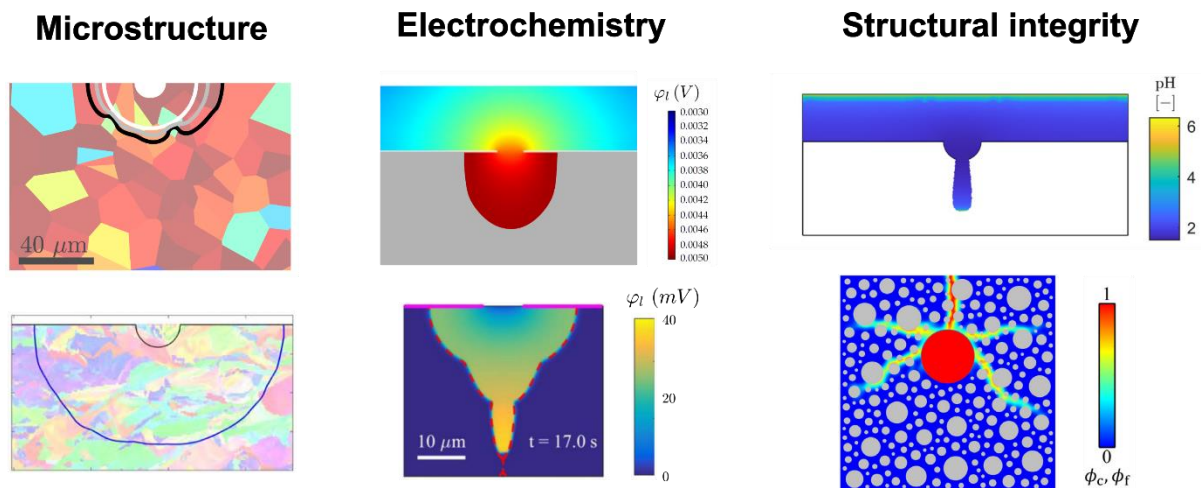 Microstructure
Electrochemistry
Structural integrity
40 μm
φₗ (V)
0.0030
0.0032
0.0034
0.0036
0.0038
0.0040
0.0042
0.0044
0.0046
0.0048
0.0050
pH
[−]
6
4
2
φₗ (mV)
40
20
0
10 μm
t = 17.0 s
1
0
ϕc, ϕf